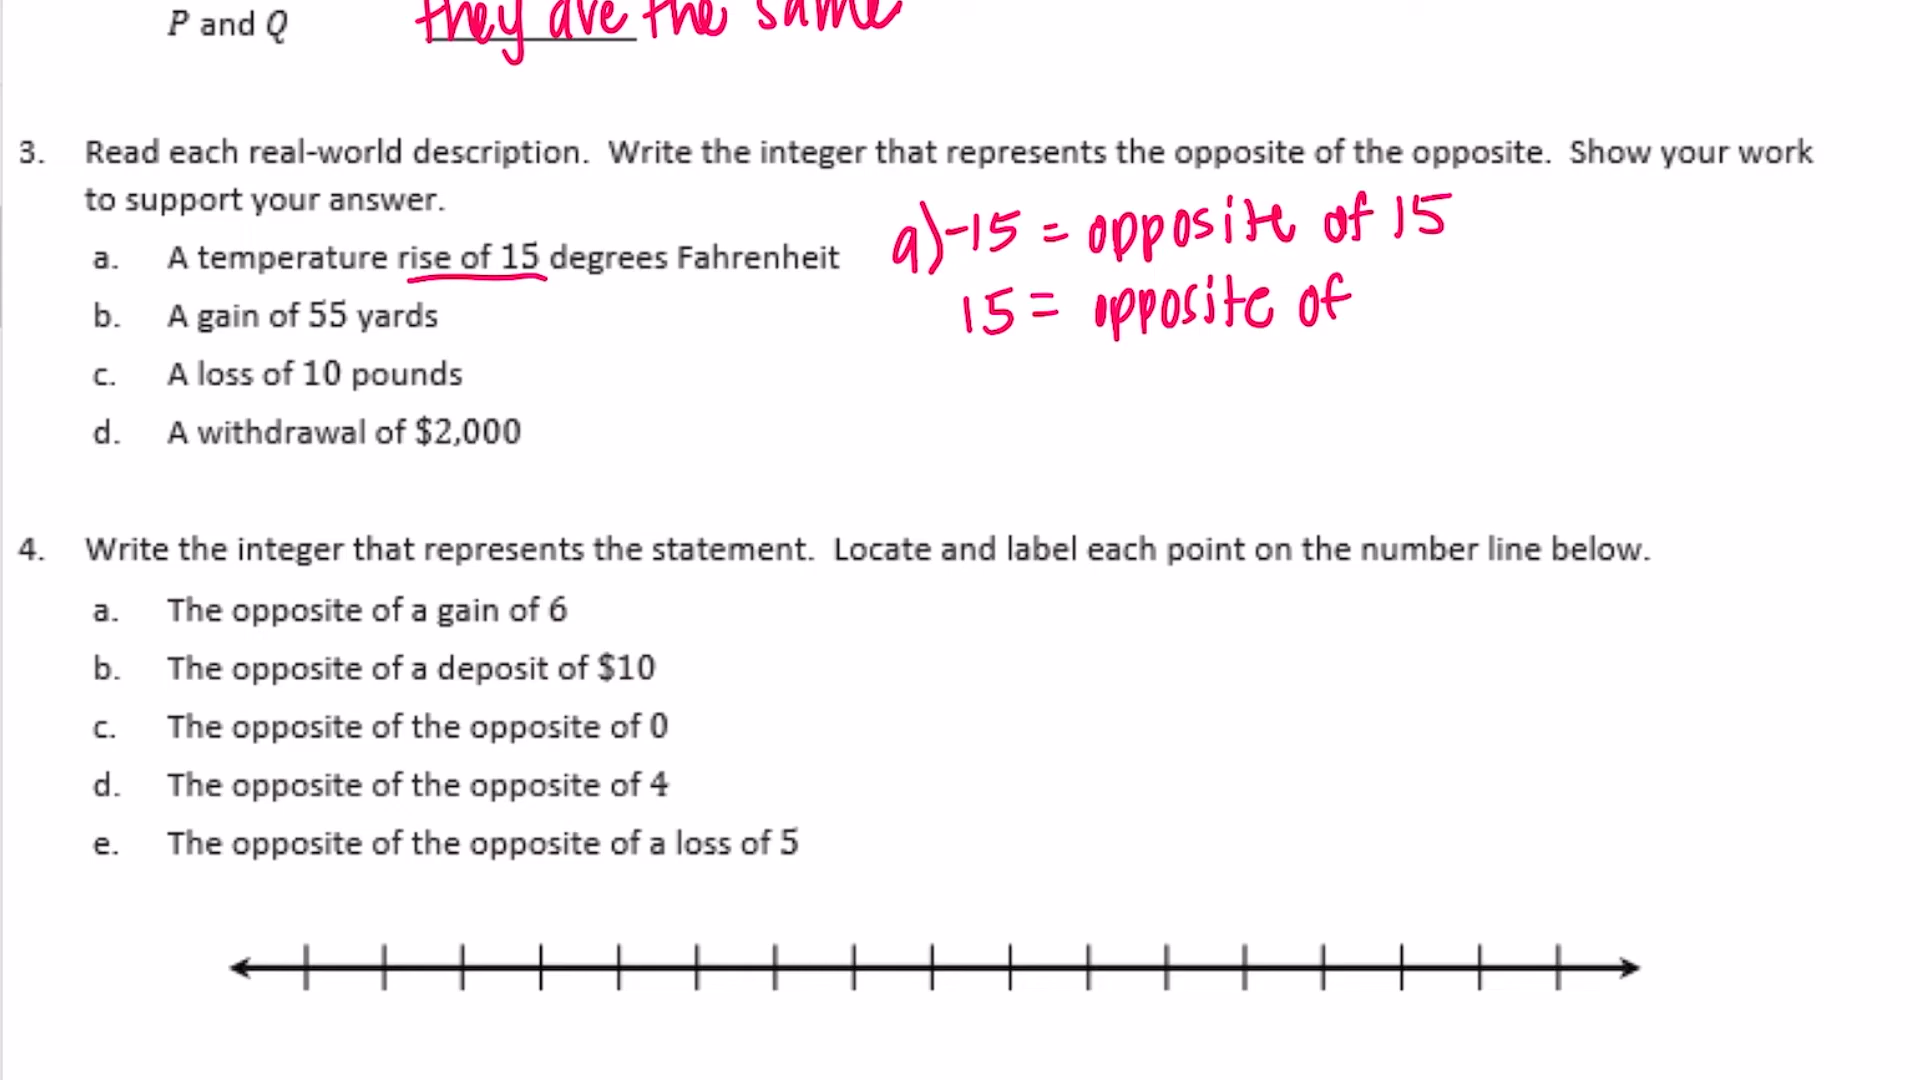 P and Q they are the same
3. Read each real-world description. Write the integer that represents the opposite of the opposite. Show your work
to support your answer.
a. A temperature rise of 15 degrees Fahrenheit
b. A gain of 55 yards
c. A loss of 10 pounds
d. A withdrawal of $2,000
a) -15 = opposite of 15
15 = opposite of
4. Write the integer that represents the statement. Locate and label each point on the number line below.
a. The opposite of a gain of 6
b. The opposite of a deposit of $10
c. The opposite of the opposite of 0
d. The opposite of the opposite of 4
e. The opposite of the opposite of a loss of 5